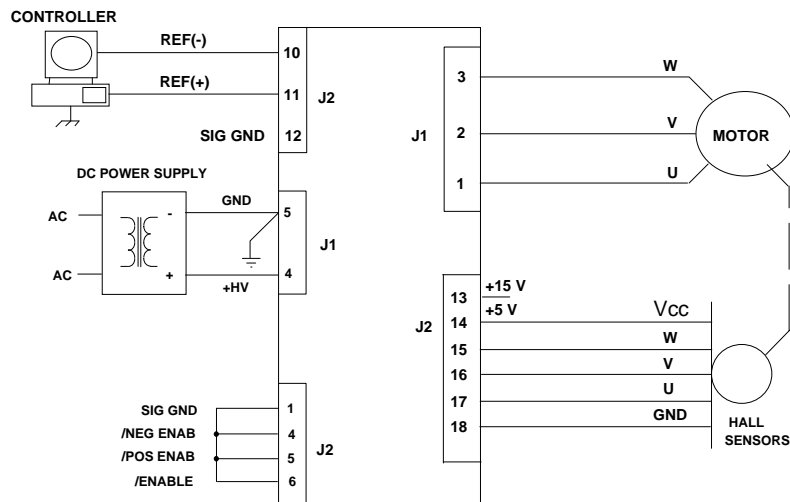 CONTROLLER
REF(-)
10
REF(+)
11
J2
SIG GND
12
3
W
J1
2
V
MOTOR
1
U
DC POWER SUPPLY
AC
-
GND
5
J1
AC
+
+HV
4
13
+15 V
+5 V
J2
14
Vcc
15
W
16
V
17
U
18
GND
HALL
SENSORS
SIG GND
1
/NEG ENAB
4
J2
/POS ENAB
5
/ENABLE
6